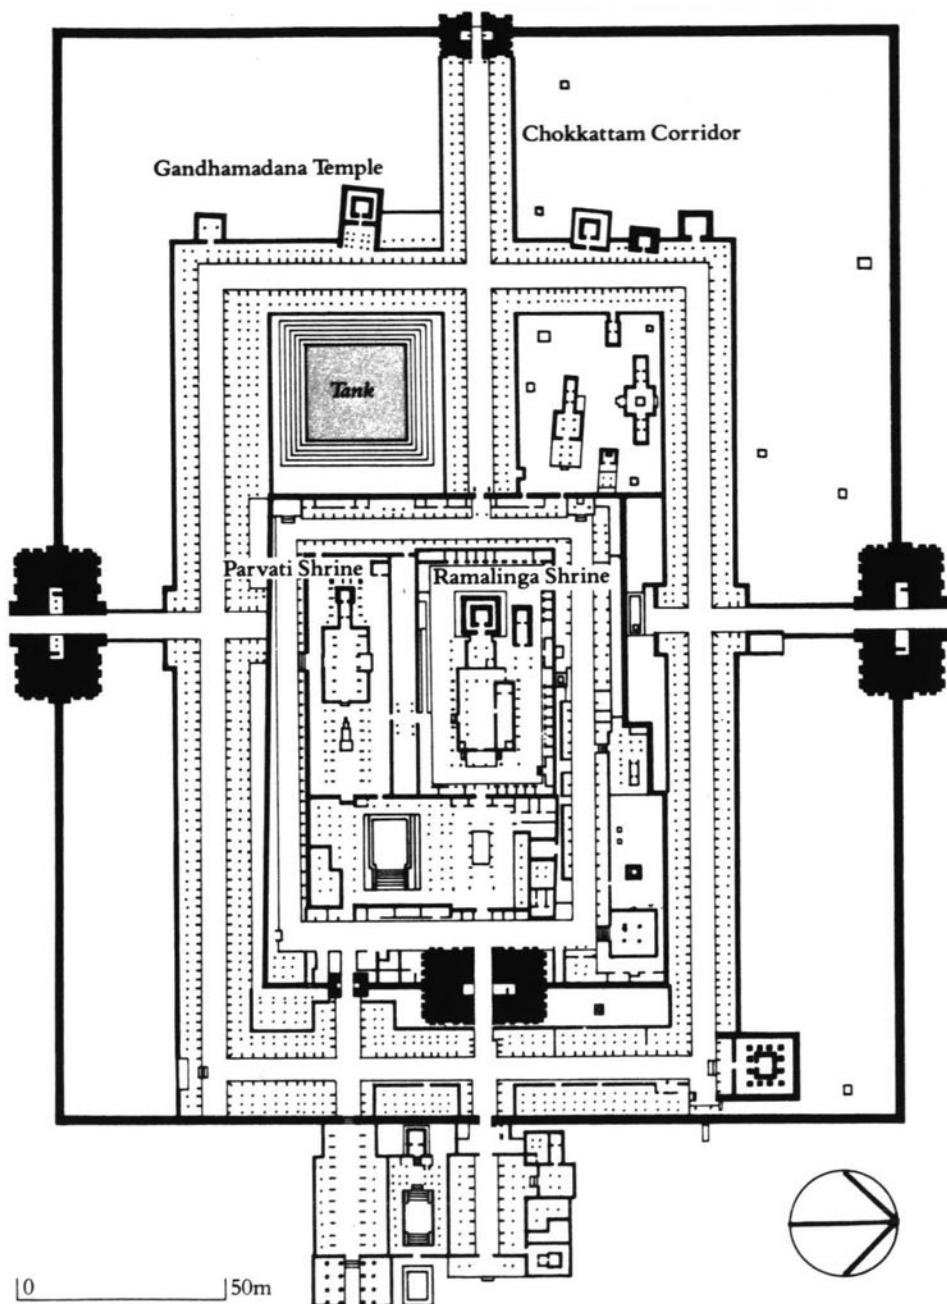 Chokkattam Corridor
Gandhamadana Temple
Tank
Parvati Shrine
Ramalinga Shrine
0 50m